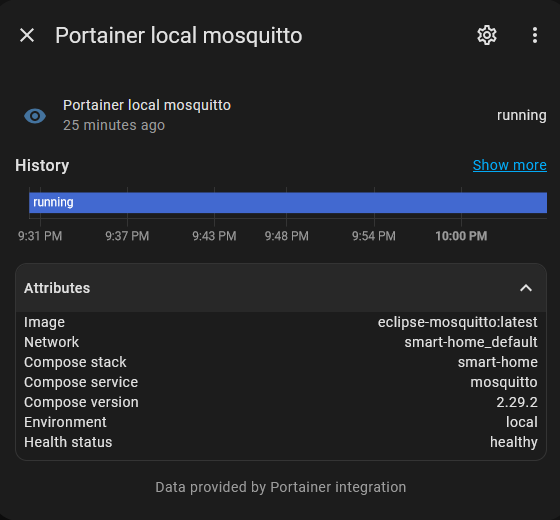 Portainer local mosquitto
Portainer local mosquitto
25 minutes ago
running
History
Show more
running
9:31 PM 9:37 PM 9:43 PM 9:48 PM 9:54 PM 10:00 PM
Attributes
Image eclipse-mosquitto:latest
Network smart-home_default
Compose stack smart-home
Compose service mosquitto
Compose version 2.29.2
Environment local
Health status healthy
Data provided by Portainer integration